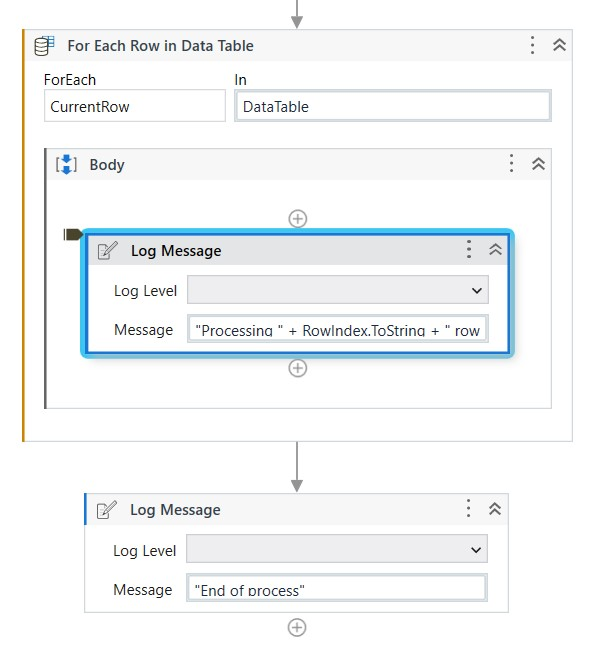 For Each Row in Data Table
ForEach In
CurrentRow DataTable
Body
Log Message
Log Level
Message "Processing " + RowIndex.ToString + " row
Log Message
Log Level
Message "End of process"